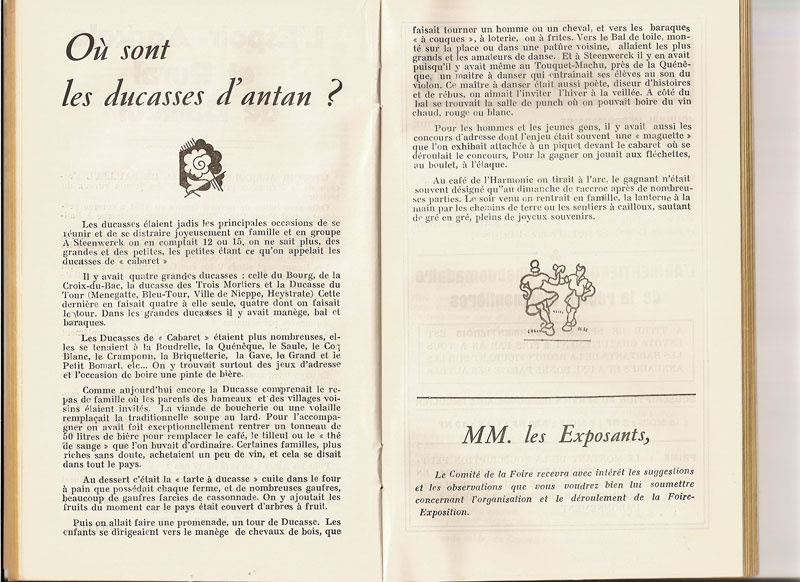 Où sont
les ducasses d'antan ?
Les ducasses étaient jadis les principales occasions de se
réunir et de se distraire joyeusement en famille et en groupe
A Steenwerck on en comptait 12 ou 15, on ne sait plus, des
grandes et des petites, les petites étant ce qu'on appelait les
ducasses de « cabaret »
Il y avait quatre grandes ducasses : celle du Bourg, de la
Croix-du-Bac, la ducasse des Trois Mortiers et la Ducasse du
Tour (Menegatte, Bleu-Tour, Ville de Nieppe, Heystrate) Cette
dernière en faisait quatre à elle seule, quatre dont on faisait
le tour. Dans les grandes ducasses il y avait manège, bal et
baraques.
Les Ducasses de « Cabaret » étaient plus nombreuses, el-
les se tenaient à la Bondrelle, la Quénèque, le Saule, le Coq
Blanc, le Cramponn, la Briquetterie, la Gave, le Grand et le
Petit Bomart, etc... On y trouvait surtout des jeux d'adresse
et l'occasion de boire une pinte de bière.
Comme aujourd'hui encore la Ducasse comprenait le re-
pas de famille où les parents des hameaux et des villages voi-
sins étaient invités. La viande de boucherie ou une volaille
remplaçait la traditionnelle soupe au lard. Pour l'accompa-
gner on avait fait exceptionnellement rentrer un tonneau de
50 litres de bière pour remplacer le café, le tilleul ou le « thé
de sauge » que l'on buvait d'ordinaire. Certaines familles, plus
riches sans doute, achetaient un peu de vin, et cela se disait
dans tout le pays.
Au dessert c'était la « tarte à ducasse » cuite dans le four
à pain que possédait chaque ferme, et de nombreuses gaufres,
beaucoup de gaufres farcies de cassonnade. On y ajoutait les
fruits du moment car le pays était couvert d'arbres à fruit.
Puis on allait faire une promenade, un tour de Ducasse. Les
enfants se dirigeaient vers le manège de chevaux de bois, que
faisait tourner un homme ou un cheval, et vers les baraques
« à couques », à loterie, ou à frites. Vers le Bal de toile, mon-
té sur la place ou dans une patûre voisine, allaient les plus
grands et les amateurs de danse. Et à Steenwerck il y en avait
puisqu'il y avait même au Touquet-Machu, près de la Quénè-
que, un maitre à danser qui entraînait ses élèves au son du
violon. Ce maître à danser était aussi poète, diseur d'histoires
et de rébus, on aimait l'inviter l'hiver à la veillée. A côté du
bal se trouvait la salle de punch où on pouvait boire du vin
chaud, rouge ou blanc.
Pour les hommes et les jeunes gens, il y avait aussi les
concours d'adresse dont l'enjeu était souvent une « maguette »
que l'on exhibait attachée à un piquet devant le cabaret où se
déroulait le concours, Pour la gagner on jouait aux fléchettes,
au boulet, à l'élaque.
Au café de l'Harmonie on tirait à l'arc. le gagnant n'était
souvent désigné qu"au dimanche de raccroc après de nombreu-
ses parties. Le soir venu on rentrait en famille, la lanterne à la
main par les chemins de terre ou les sentiers à cailloux, sautant
de gré en gré, pleins de joyeux souvenirs.
MM. les Exposants,
Le Comité de la Foire recevra avec intérêt les suggestions
et les observations que vous voudrez bien lui soumettre
concernant l'organisation et le déroulement de la Foire-
Exposition.